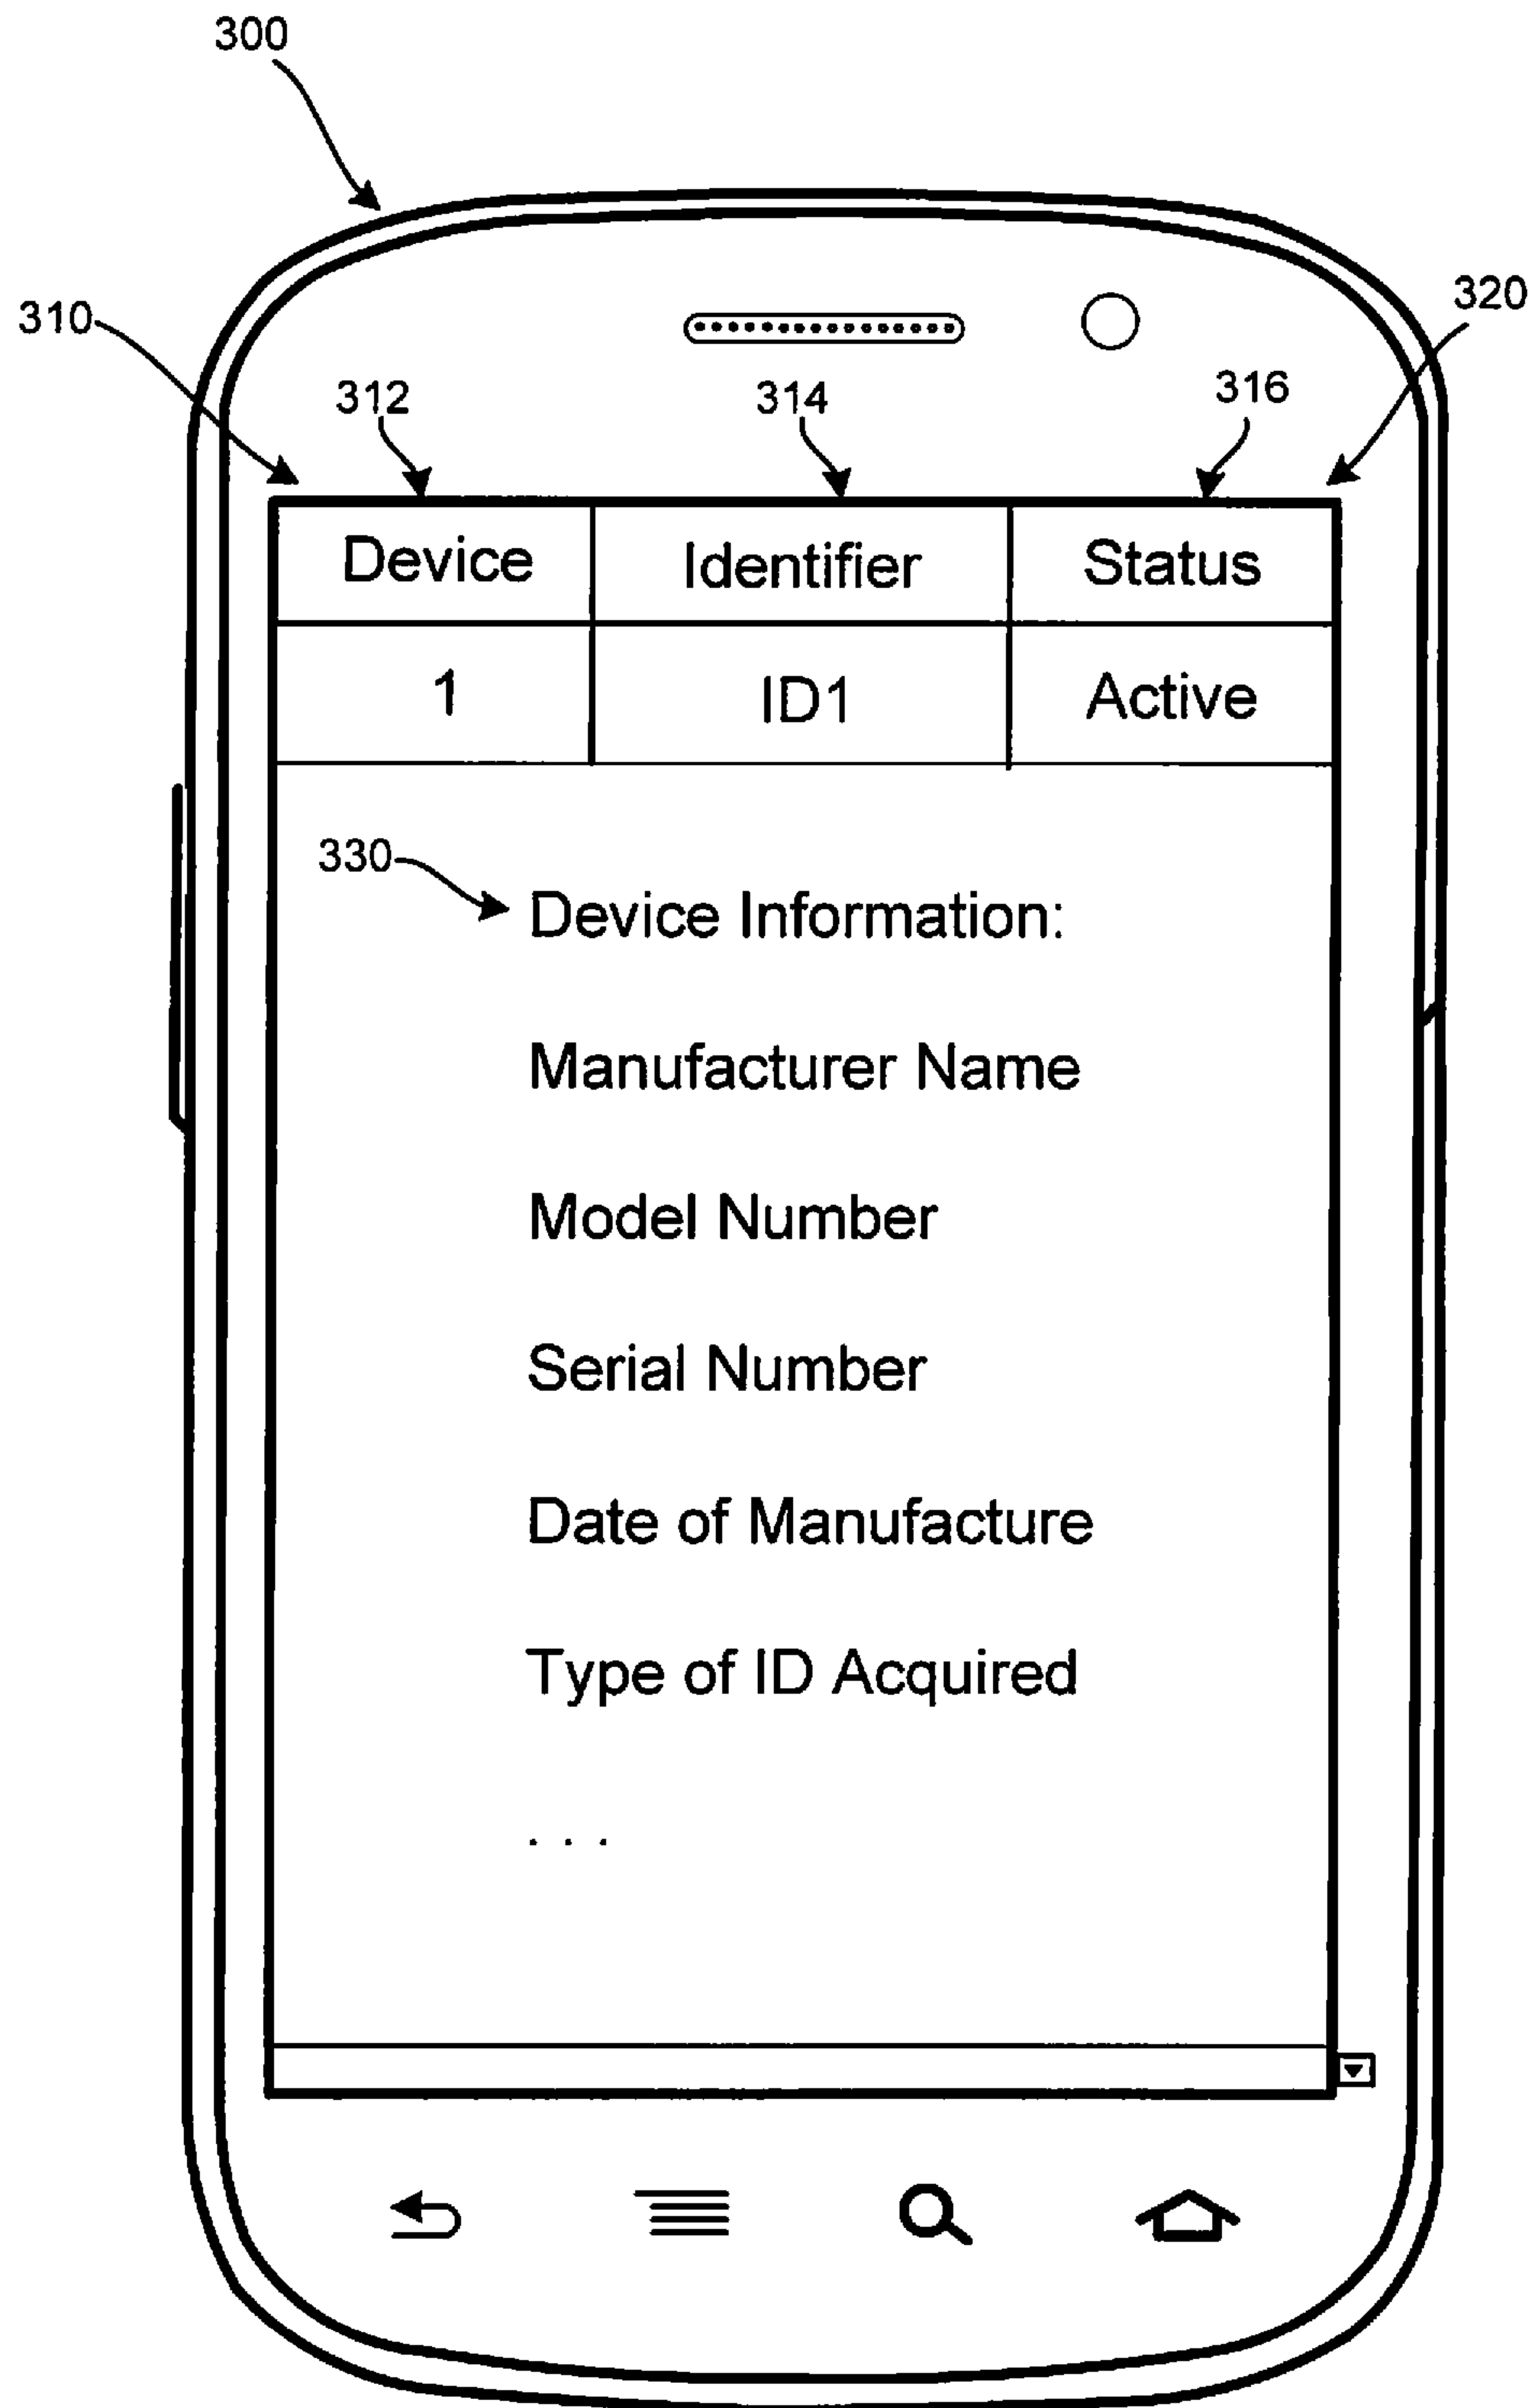 300
310
320
312 314 316
Device Identifier Status
1 ID1 Active
330
Device Information:
Manufacturer Name
Model Number
Serial Number
Date of Manufacture
Type of ID Acquired
. . .